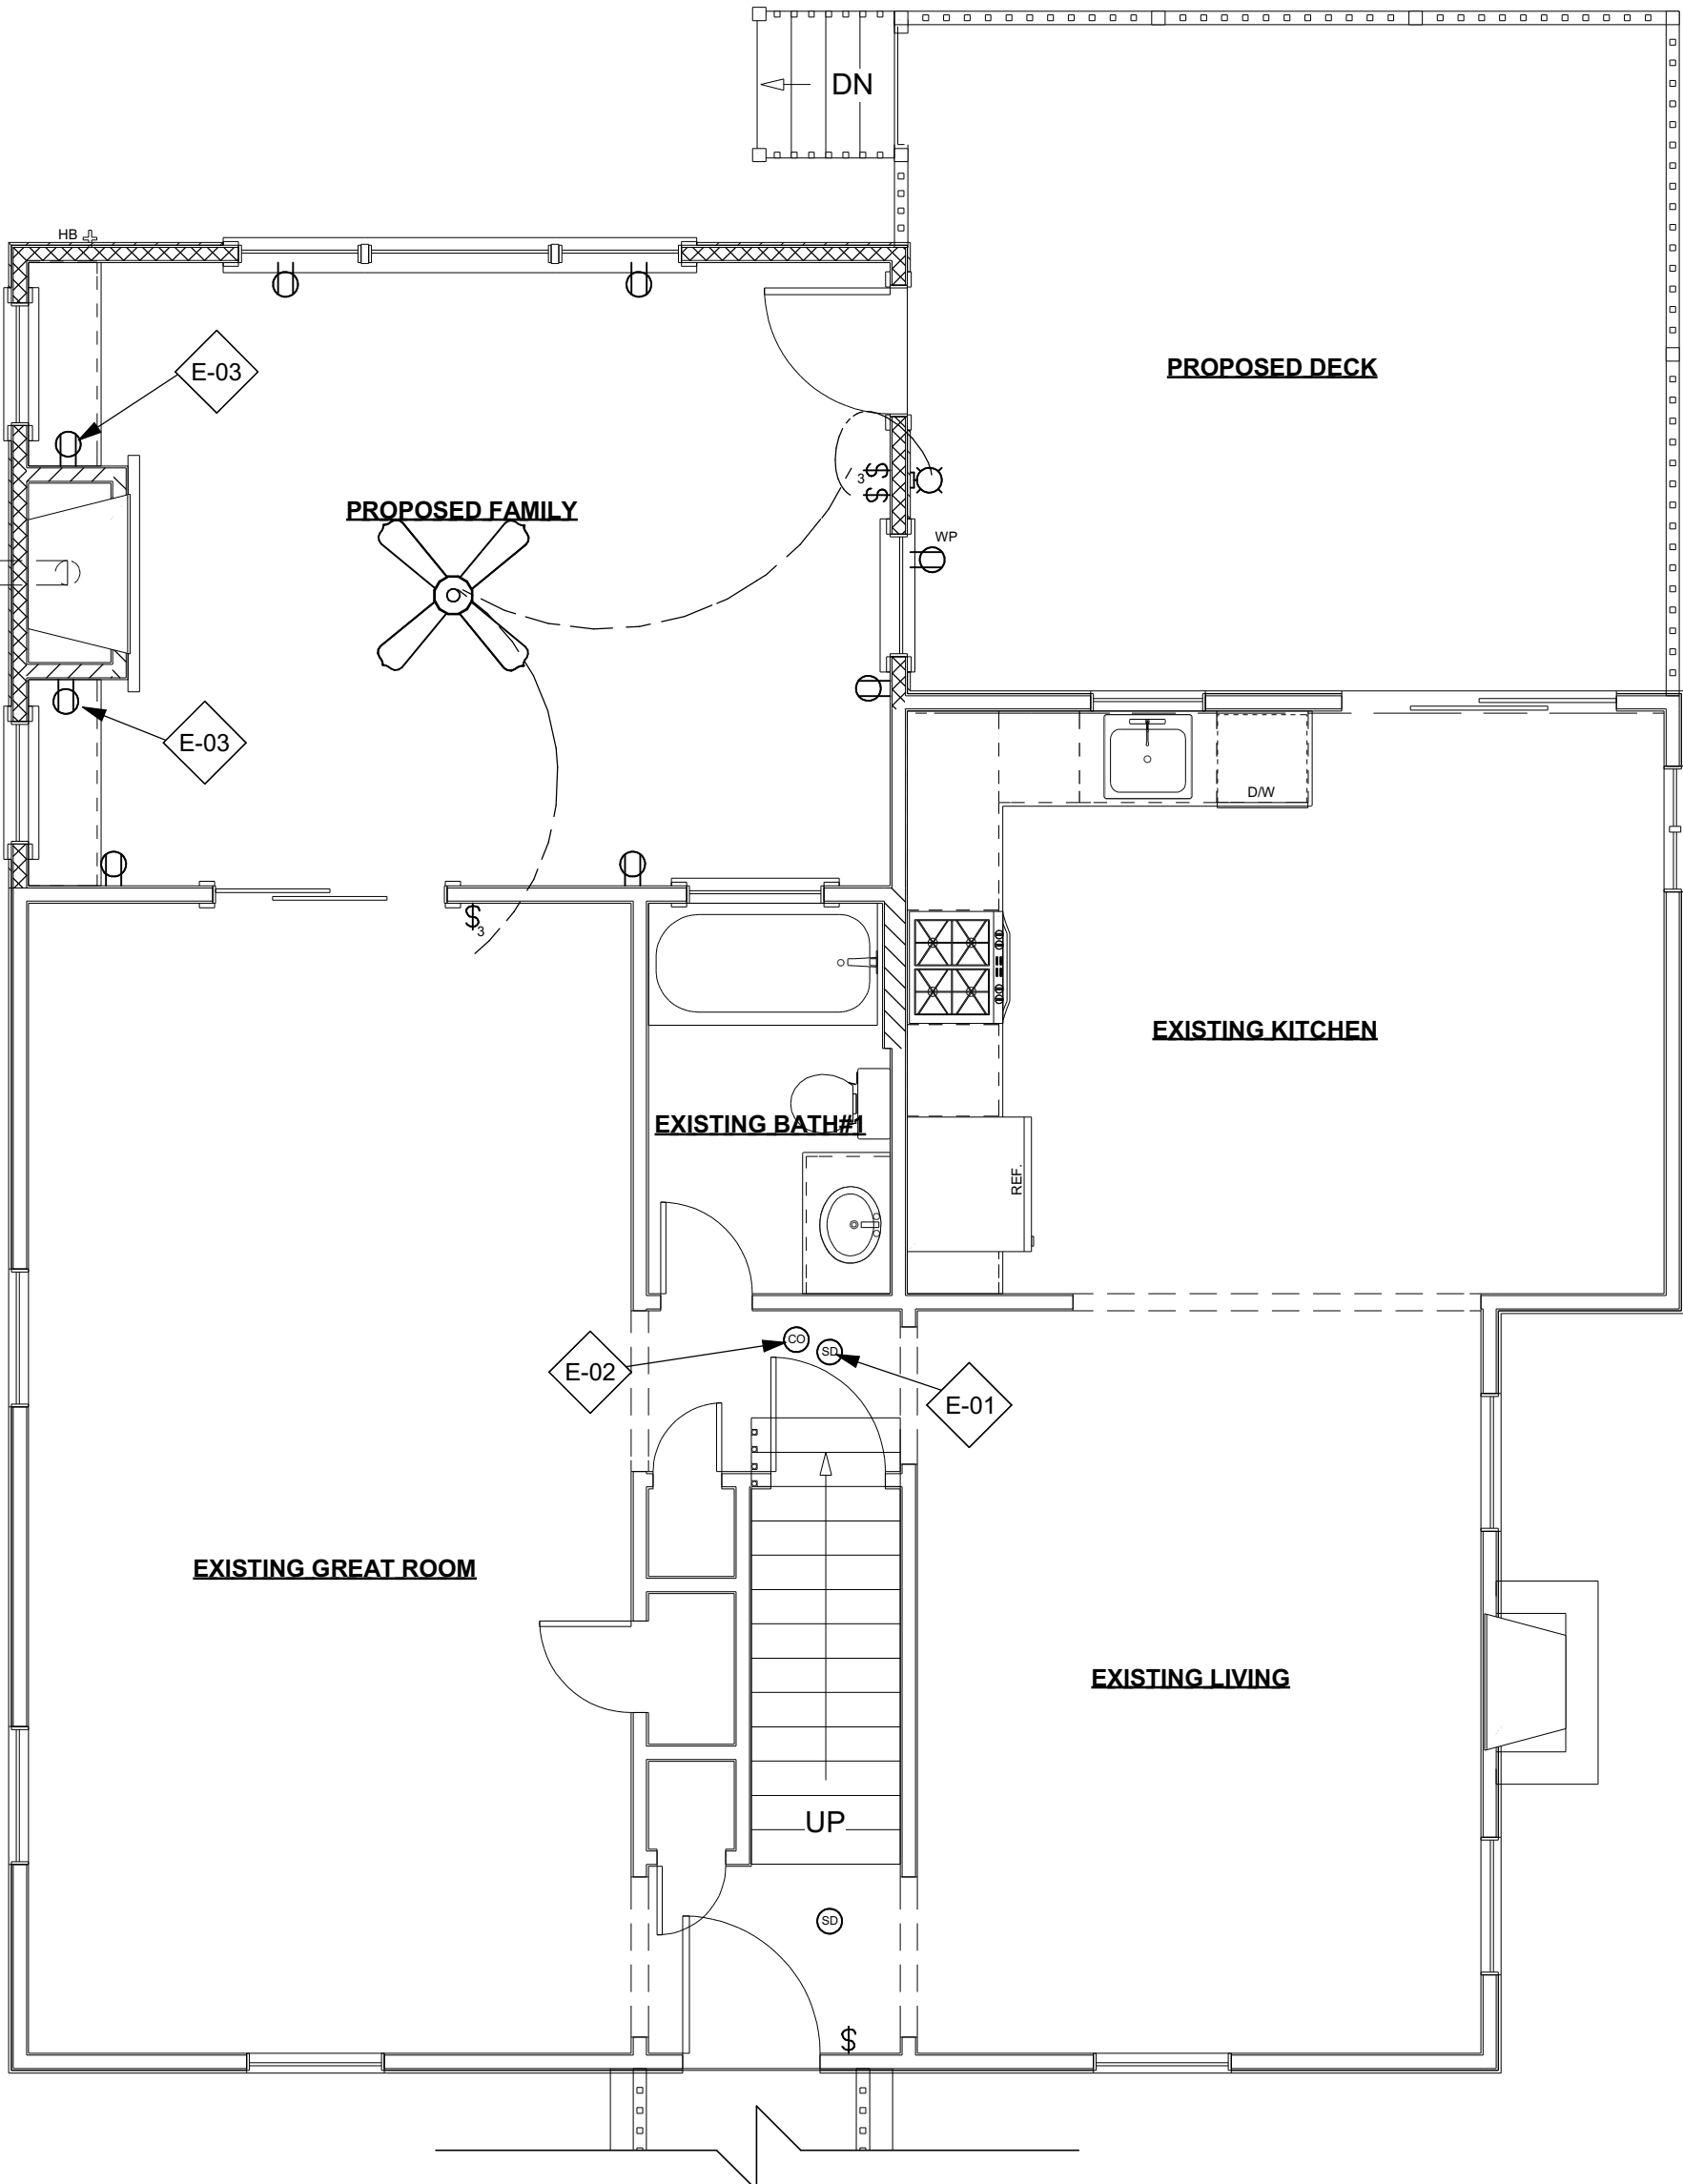 DN
HB
E-03
PROPOSED DECK
$
3 $
PROPOSED FAMILY
WP
E-03
D/W
$3
EXISTING KITCHEN
EXISTING BATH#1
REF.
CO
SD
E-02
E-01
EXISTING GREAT ROOM
EXISTING LIVING
UP
SD
$